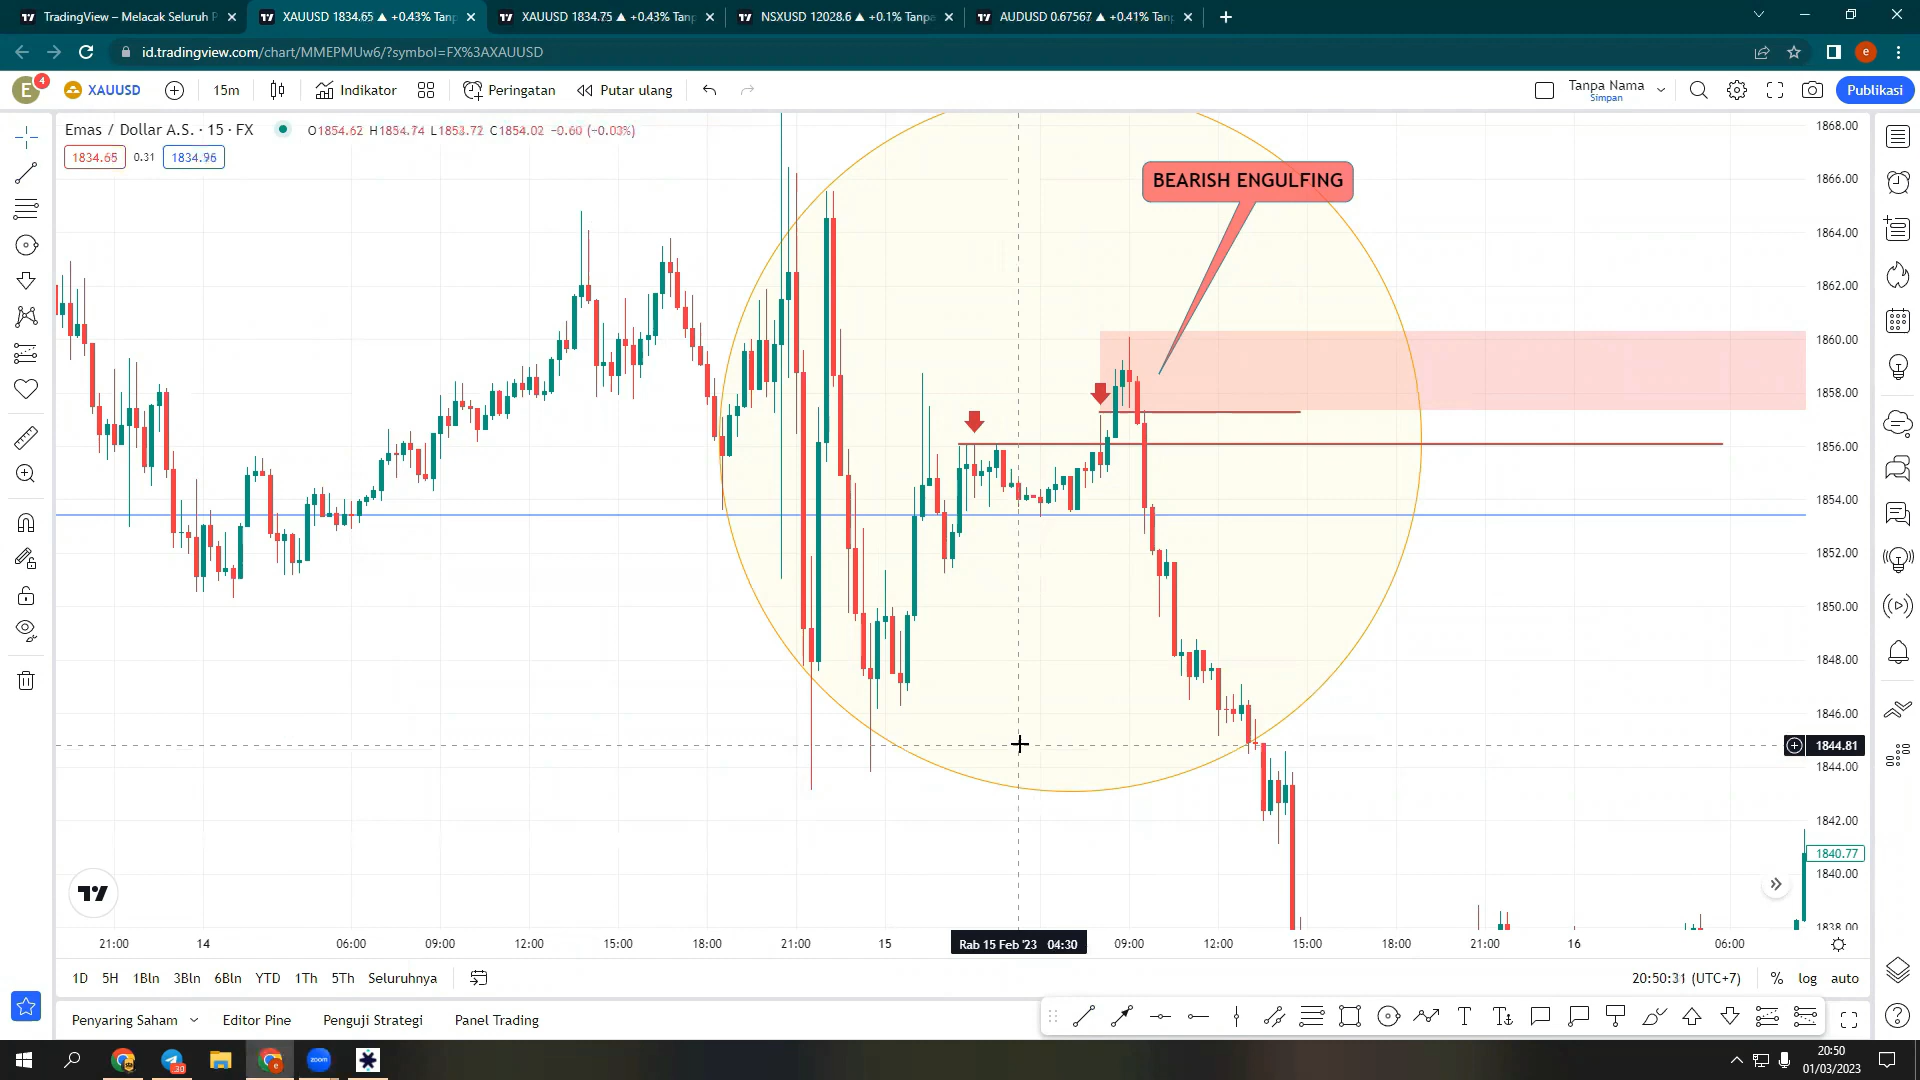 TradingView – Melacak Seluruh P
XAUUSD 1834.65 ▲ +0.43% Tanp
XAUUSD 1834.75 ▲ +0.43% Tanp
NSXUSD 12028.6 ▲ +0.1% Tanpa
AUDUSD 0.67567 ▲ +0.41% Tanp
id.tradingview.com/chart/MMEPMUw6/?symbol=FX%3AXAUUSD
e
E
4
XAUUSD
15m
Indikator
Peringatan
Putar ulang
Tanpa Nama
Simpan
Publikasi
Emas / Dollar A.S. · 15 · FX
O1854.62 H1854.74 L1853.72 C1854.02 −0.60 (−0.03%)
1834.65
0.31
1834.96
BEARISH ENGULFING
1868.00
1866.00
1864.00
1862.00
1860.00
1858.00
1856.00
1854.00
1852.00
1850.00
1848.00
1846.00
1844.81
1844.00
1842.00
1840.77
1840.00
1838.00
21:00
14
06:00
09:00
12:00
15:00
18:00
21:00
15
Rab 15 Feb '23 04:30
09:00
12:00
15:00
18:00
21:00
16
06:00
1D
5H
1Bln
3Bln
6Bln
YTD
1Th
5Th
Seluruhnya
20:50:31 (UTC+7)
%
log
auto
Penyaring Saham
Editor Pine
Penguji Strategi
Panel Trading
zoom
30
20:50
01/03/2023